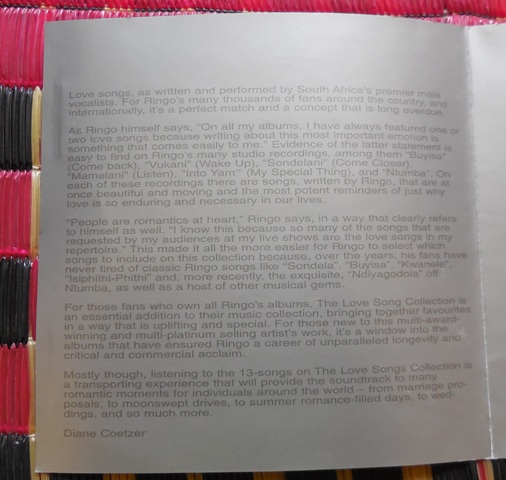 Love songs, as written and performed by South Africa's premier male
vocalists. For Ringo's many thousands of fans around the country, and
internationally, it's a perfect match and a concept that is long overdue.
As Ringo himself says, "On all my albums, I have always featured one or
two love songs because writing about this most important emotion is
something that comes easily to me." Evidence of the latter statement is
easy to find on Ringo's many studio recordings, among them "Buyisa"
(Come back), "Vukani" (Wake Up), "Sondelani" (Come Closer),
"Mamelani" (Listen), "Into Yam" (My Special Thing), and "Ntumba". On
each of these recordings there are songs, written by Ringo, that are at
once beautiful and moving and the most potent reminders of just why
love is so enduring and necessary in our lives.
"People are romantics at heart," Ringo says, in a way that clearly refers
to himself as well. "I know this because so many of the songs that are
requested by my audiences at my live shows are the love songs in my
repertoire." This made it all the more easier for Ringo to select which
songs to include on this collection because, over the years, his fans have
never tired of classic Ringo songs like "Sondela", "Buyisa", "Kwanele",
"Isiphithi-Phithi" and, more recently, the exquisite, "Ndiyagodola" off
Ntumba, as well as a host of other musical gems.
For those fans who own all Ringo's albums, The Love Song Collection is
an essential addition to their music collection, bringing together favourites
in a way that is uplifting and special. For those new to this multi-award-
winning and multi-platinum selling artist's work, it's a window into the
albums that have ensured Ringo a career of unparalleled longevity and
critical and commercial acclaim.
Mostly though, listening to the 13-songs on The Love Songs Collection is
a transporting experience that will provide the soundtrack to many
romantic moments for individuals around the world – from marriage pro-
posals, to moonswept drives, to summer romance-filled days, to wed-
dings, and so much more.
Diane Coetzer